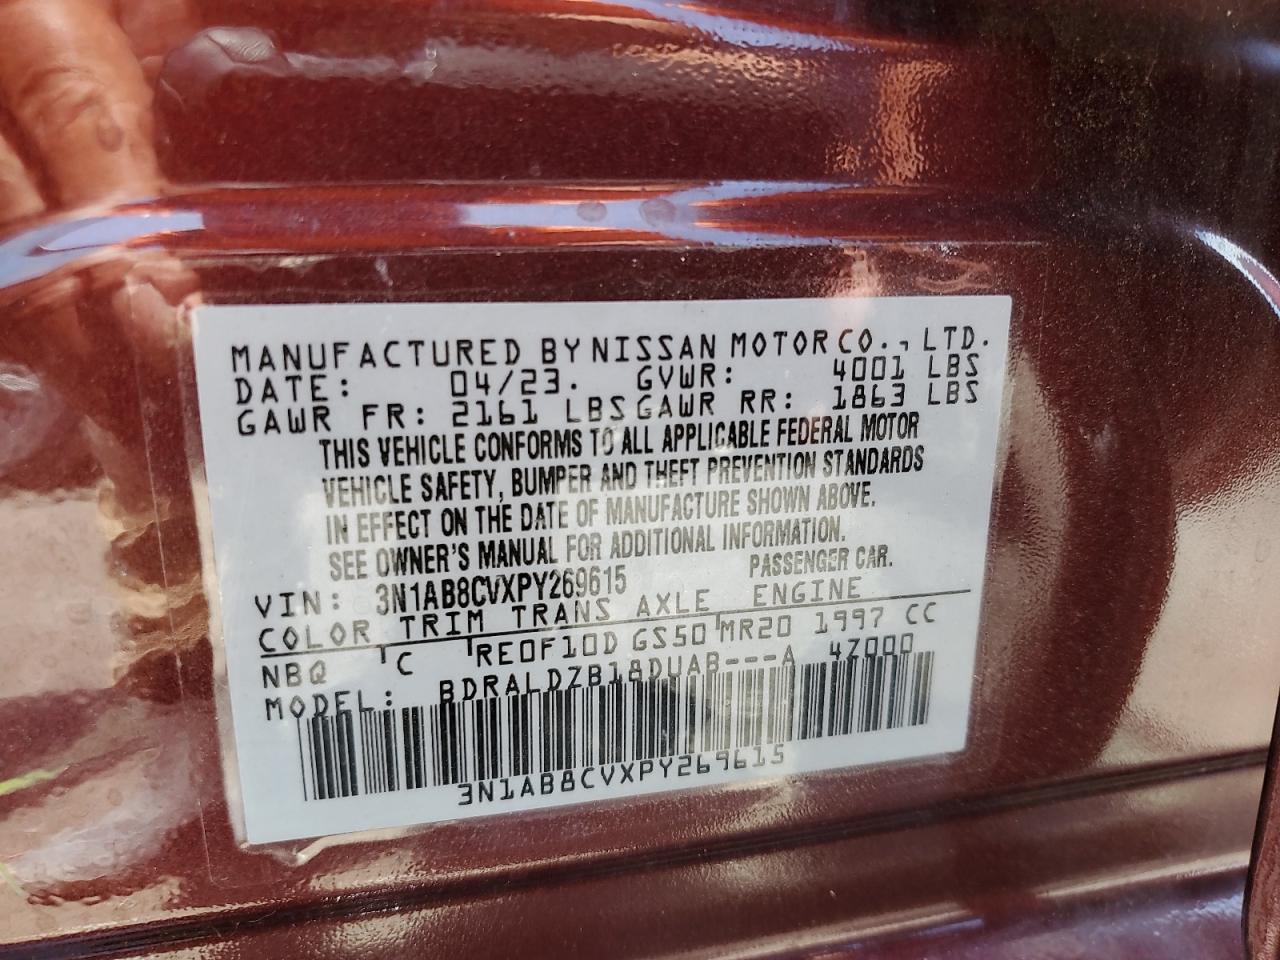 MANUFACTURED BY NISSAN MOTOR CO., LTD.
DATE: 04/23. GVWR: 4001 LBS
GAWR FR: 2161 LBS GAWR RR: 1863 LBS
THIS VEHICLE CONFORMS TO ALL APPLICABLE FEDERAL MOTOR
VEHICLE SAFETY, BUMPER AND THEFT PREVENTION STANDARDS
IN EFFECT ON THE DATE OF MANUFACTURE SHOWN ABOVE.
SEE OWNER'S MANUAL FOR ADDITIONAL INFORMATION.
VIN: 3N1AB8CVXPY269615 PASSENGER CAR.
COLOR TRIM TRANS AXLE ENGINE
NBQ C RE0F10D GS50 MR20 1997 CC
MODEL: BDRALDZB18DUAB---A 47000
3N1AB8CVXPY269615